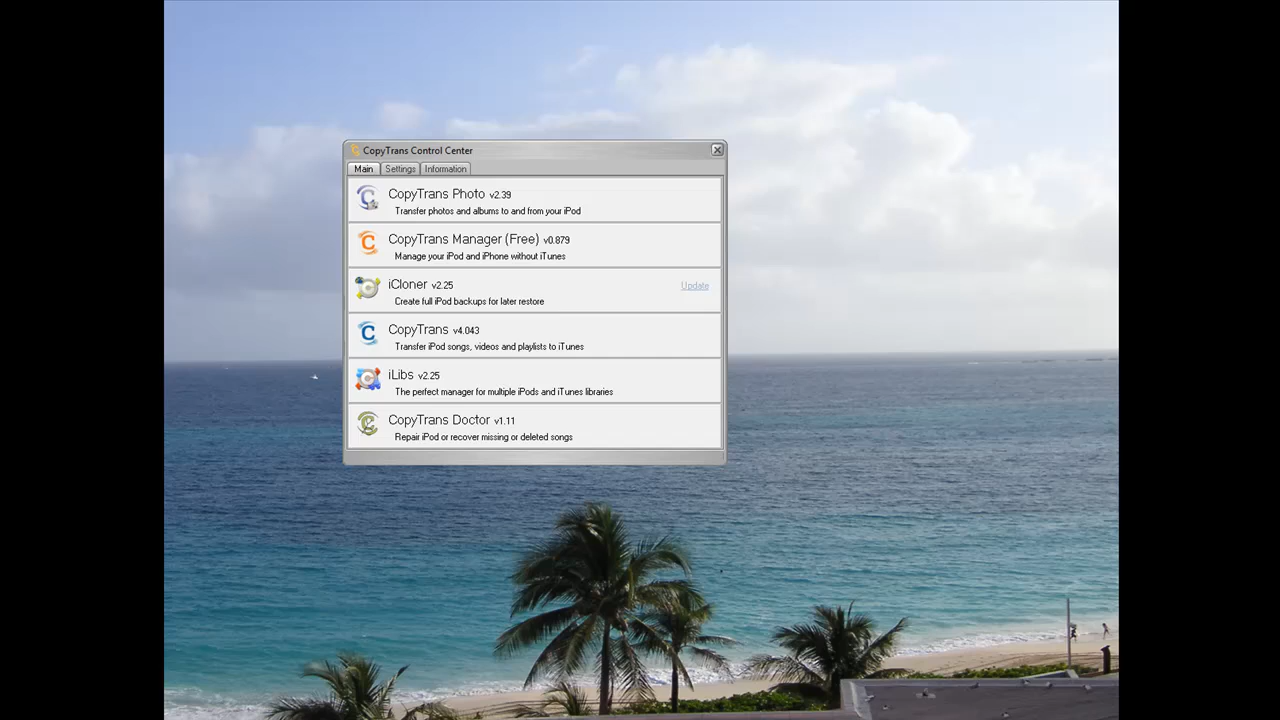 CopyTrans Control Center
Main Settings Information
CopyTrans Photo v2.39
Transfer photos and albums to and from your iPod
CopyTrans Manager (Free) v0.879
Manage your iPod and iPhone without iTunes
iCloner v2.25
Update
Create full iPod backups for later restore
CopyTrans v4.043
Transfer iPod songs, videos and playlists to iTunes
iLibs v2.25
The perfect manager for multiple iPods and iTunes libraries
CopyTrans Doctor v1.11
Repair iPod or recover missing or deleted songs